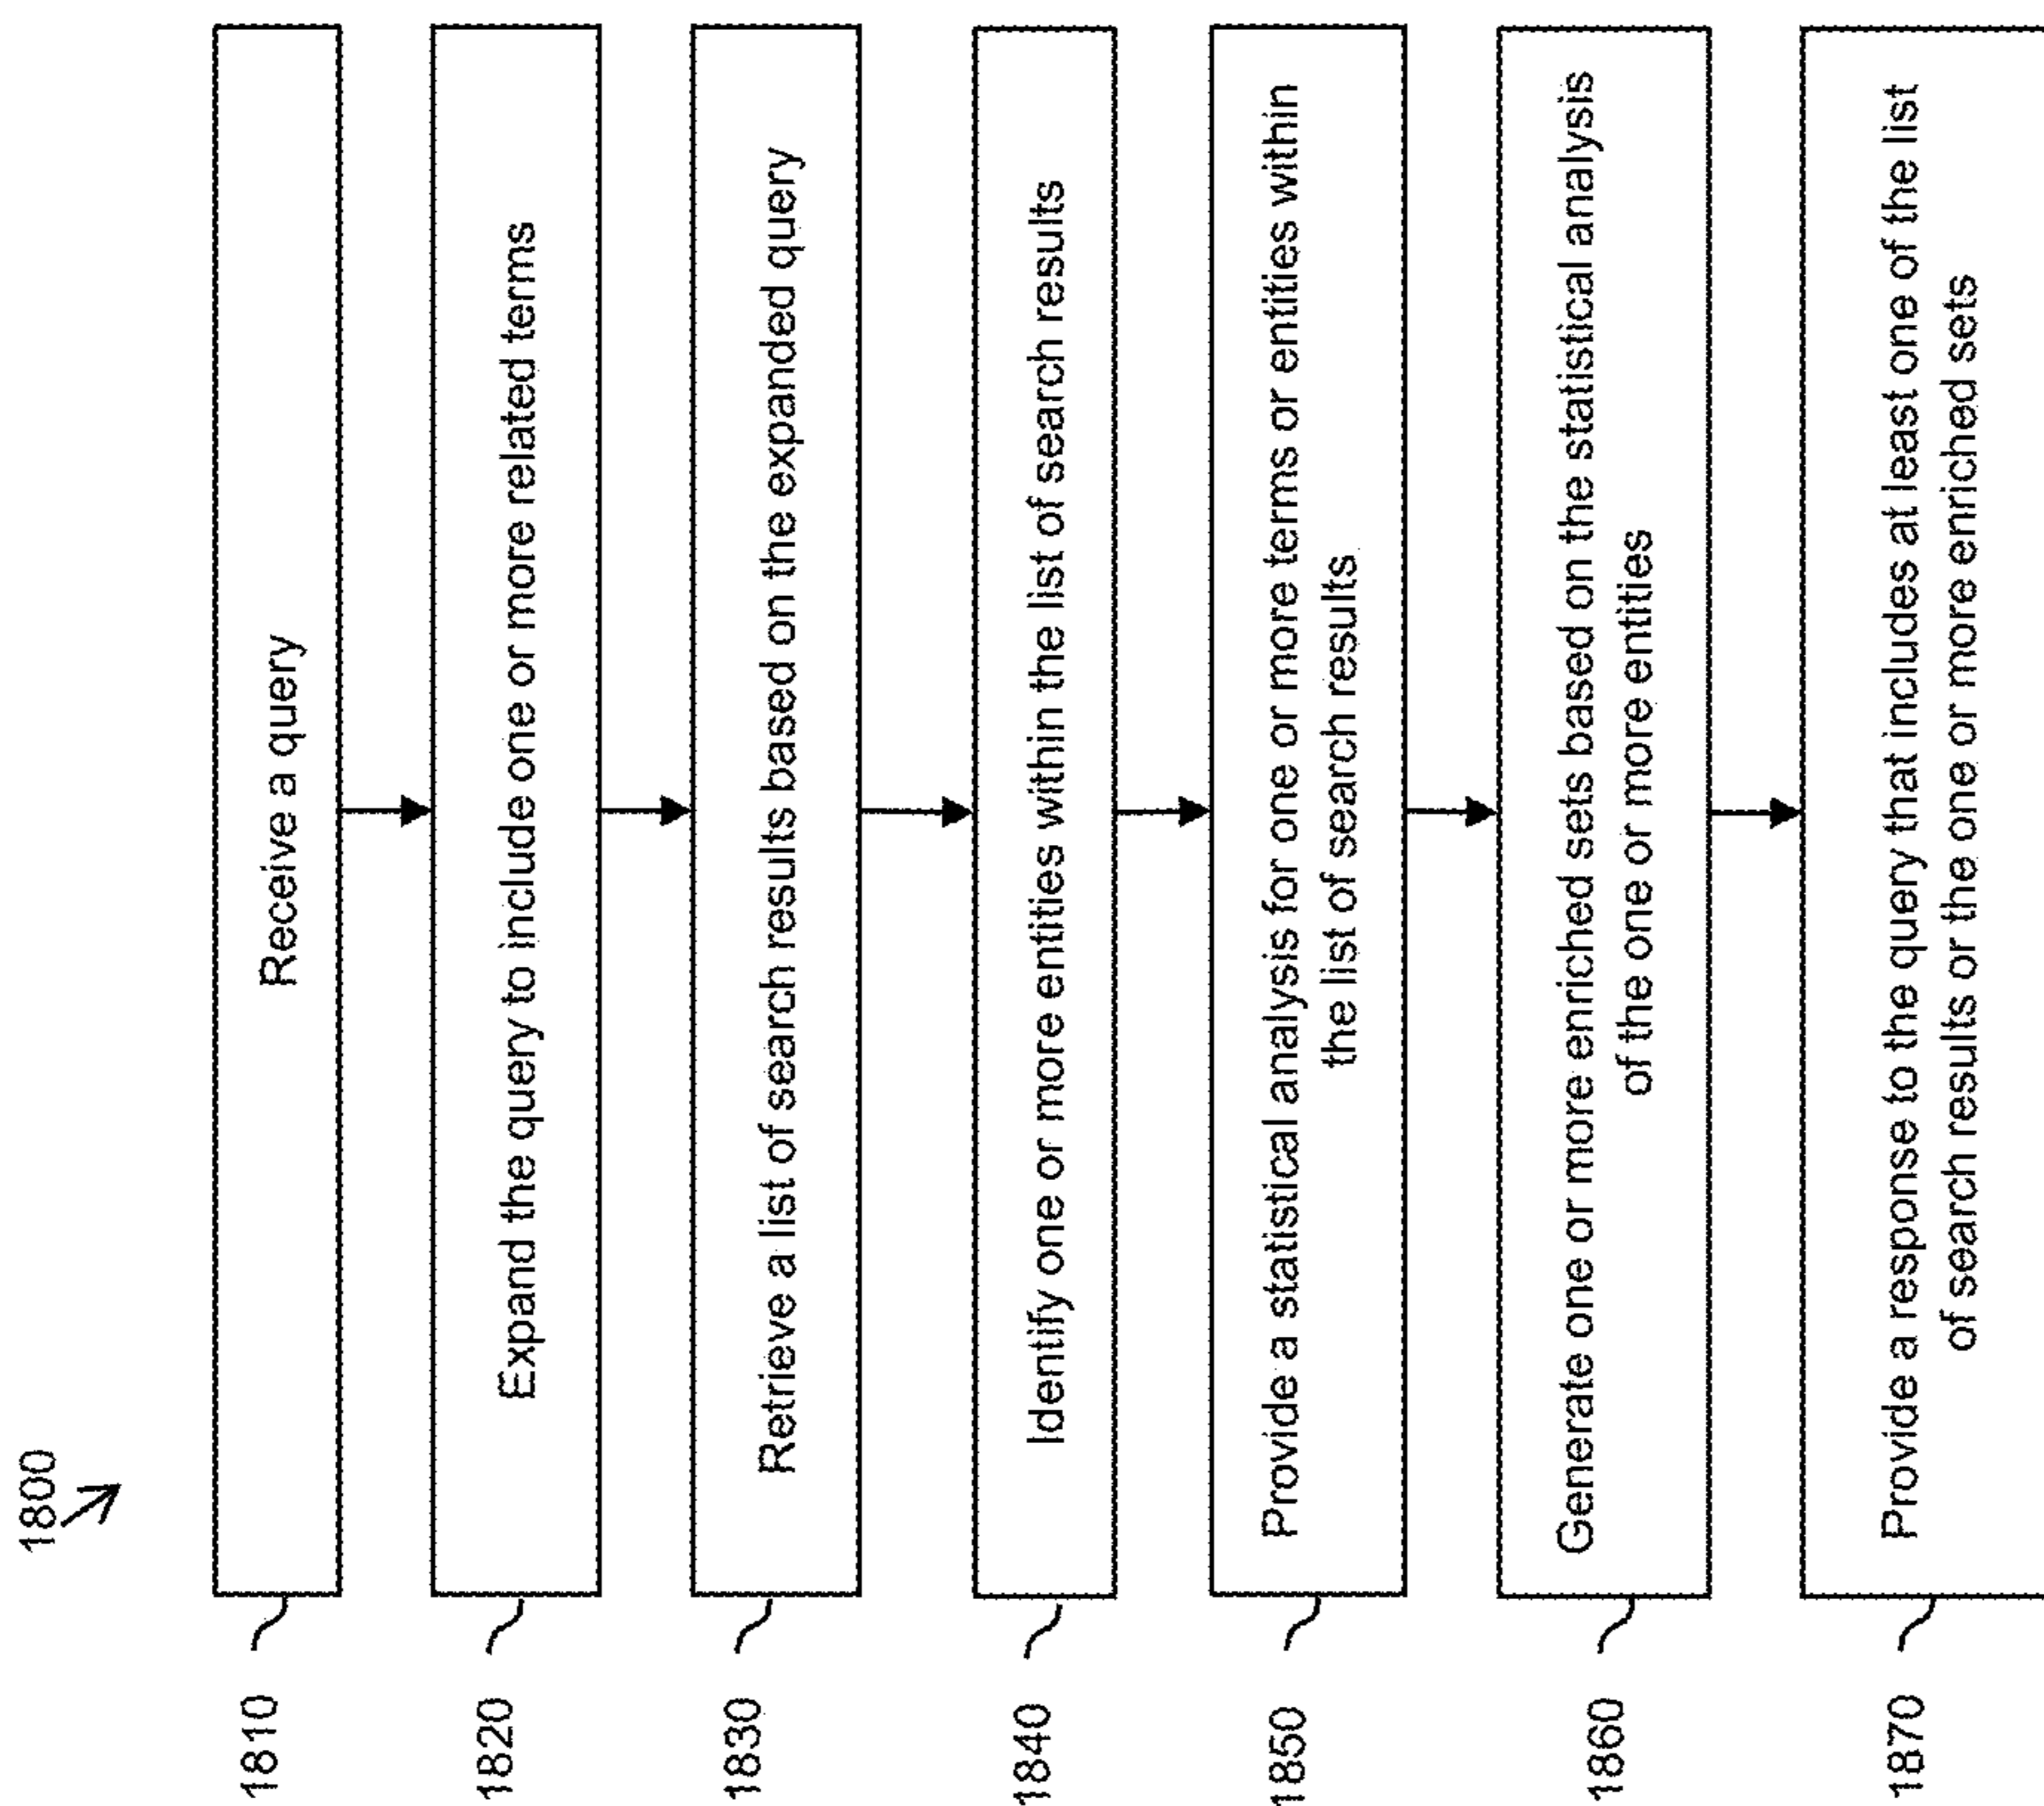 1800
1810
Receive a query
1820
Expand the query to include one or more related terms
1830
Retrieve a list of search results based on the expanded query
1840
Identify one or more entities within the list of search results
1850
Provide a statistical analysis for one or more terms or entities within
the list of search results
1860
Generate one or more enriched sets based on the statistical analysis
of the one or more entities
1870
Provide a response to the query that includes at least one of the list
of search results or the one or more enriched sets